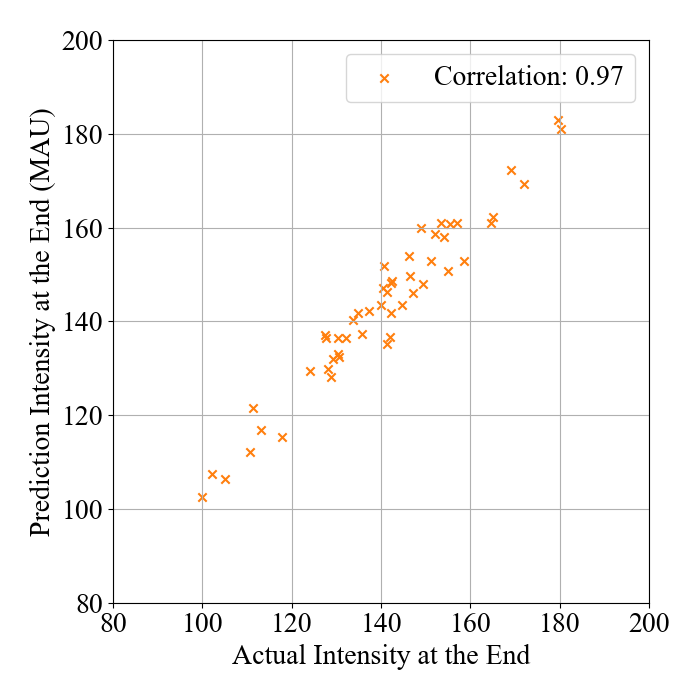 Correlation: 0.97
Prediction Intensity at the End (MAU)
200
180
160
140
120
100
80
80 100 120 140 160 180 200
Actual Intensity at the End